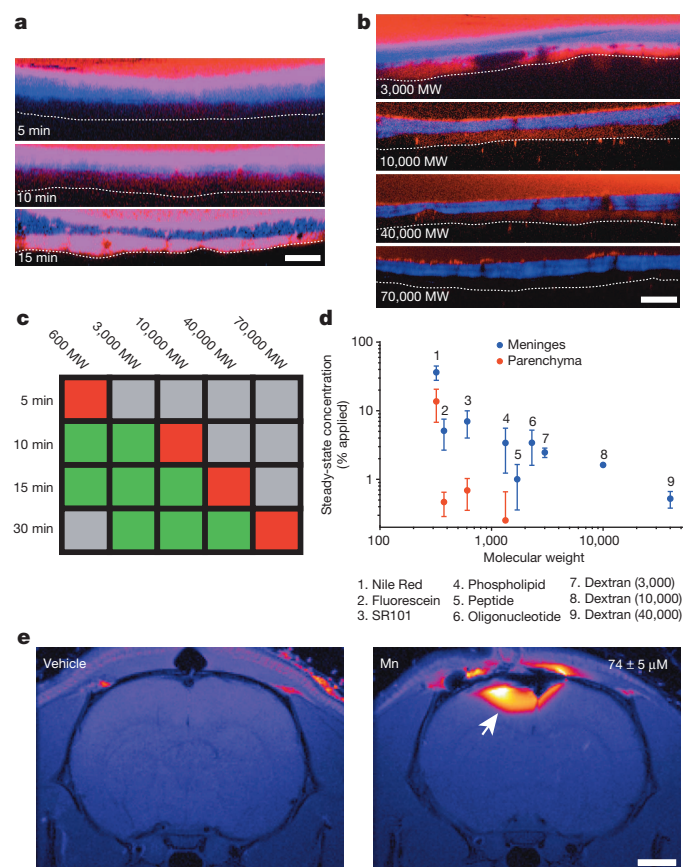 a
5 min
10 min
15 min
b
3,000 MW
10,000 MW
40,000 MW
70,000 MW
c
600 MW
3,000 MW
10,000 MW
40,000 MW
70,000 MW
5 min
10 min
15 min
30 min
d
Steady-state concentration
(% applied)
100
10
1
Meninges
Parenchyma
1
2
3
4
5
6
7
8
9
100
1,000
10,000
Molecular weight
1. Nile Red
2. Fluorescein
3. SR101
4. Phospholipid
5. Peptide
6. Oligonucleotide
7. Dextran (3,000)
8. Dextran (10,000)
9. Dextran (40,000)
e
Vehicle
Mn
74 ± 5 μM